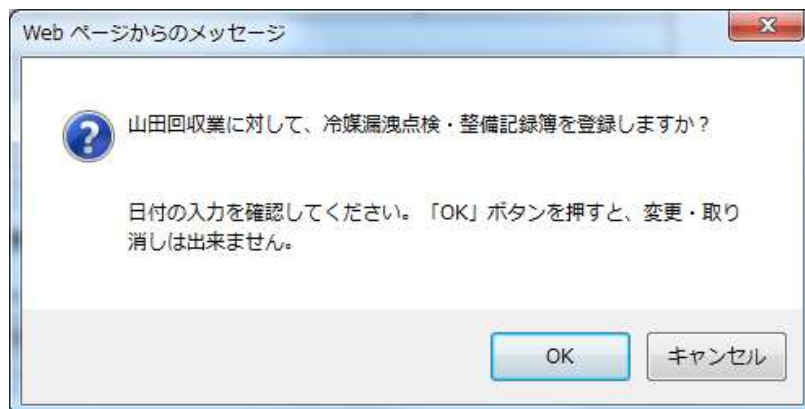 Web ページからのメッセージ
山田回収業に対して、冷媒漏洩点検・整備記録簿を登録しますか？
日付の入力を確認してください。「OK」ボタンを押すと、変更・取り
消しは出来ません。
OK
キャンセル